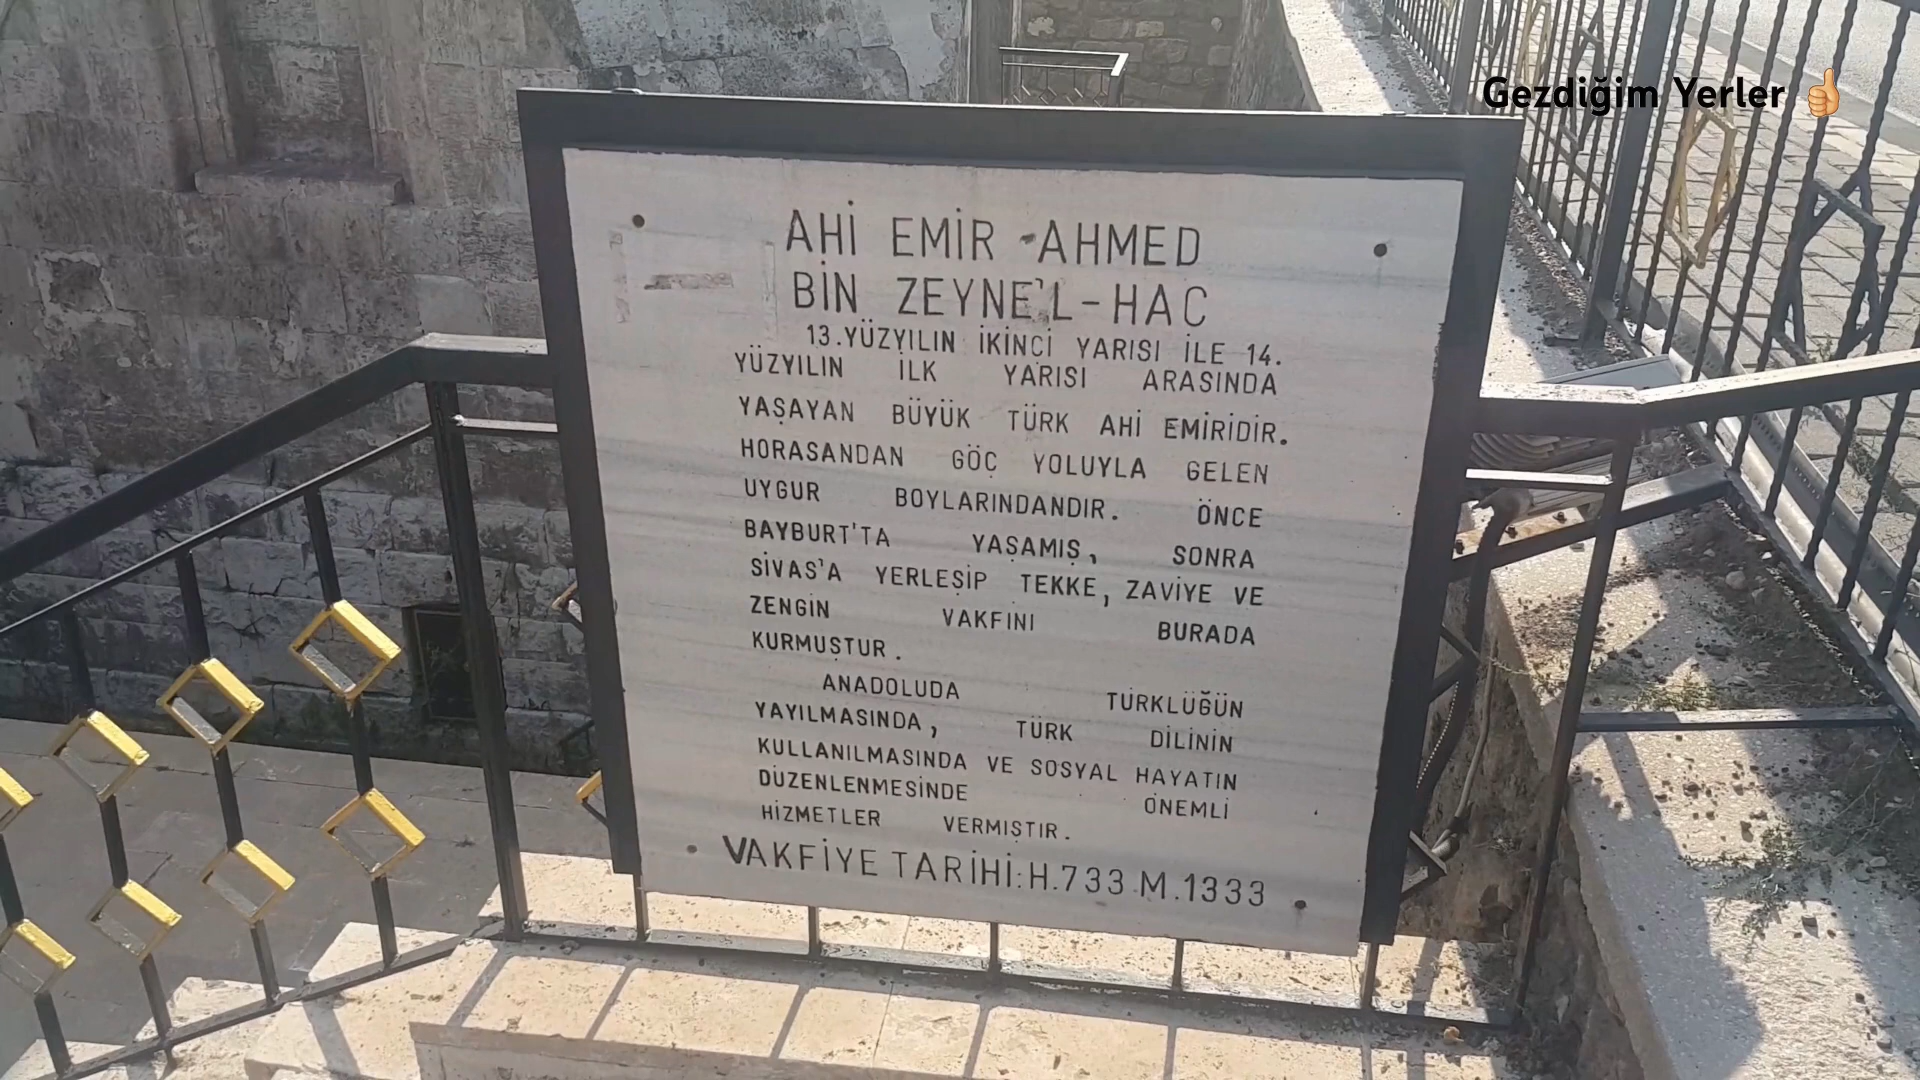 Gezdiğim Yerler 👍
AHİ EMİR AHMED
BİN ZEYNE'L-HAC
13.YÜZYILIN İKİNCİ YARISI İLE 14.
YÜZYILIN İLK YARISI ARASINDA
YAŞAYAN BÜYÜK TÜRK AHİ EMİRİDİR.
HORASANDAN GÖÇ YOLUYLA GELEN
UYGUR BOYLARINDANDIR. ÖNCE
BAYBURT'TA YAŞAMIŞ, SONRA
SİVAS'A YERLEŞİP TEKKE, ZAVİYE VE
ZENGİN VAKFINI BURADA
KURMUŞTUR.
ANADOLUDA TÜRKLÜĞÜN
YAYILMASINDA, TÜRK DİLİNİN
KULLANILMASINDA VE SOSYAL HAYATIN
DÜZENLENMESİNDE ÖNEMLİ
HİZMETLER VERMİŞTİR.
VAKFİYE TARİHİ:H.733 M.1333